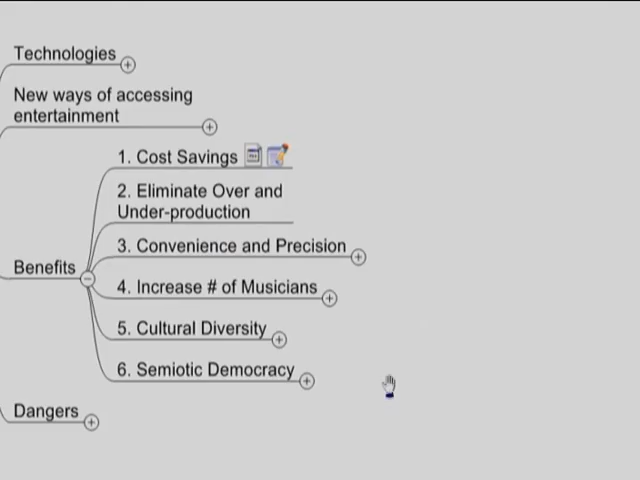 Technologies
New ways of accessing
entertainment
1. Cost Savings
2. Eliminate Over and
Under-production
3. Convenience and Precision
Benefits
4. Increase # of Musicians
5. Cultural Diversity
6. Semiotic Democracy
Dangers